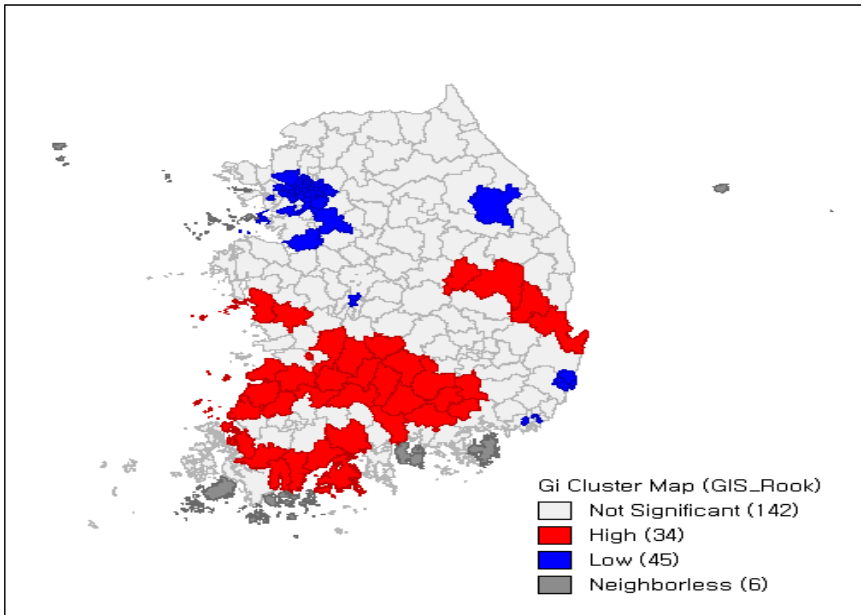 Gi Cluster Map (GIS_Rook)
Not Significant (142)
High (34)
Low (45)
Neighborless (6)